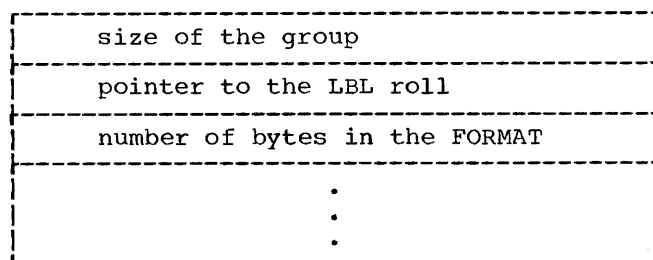 size of the group
pointer to the LBL roll
number of bytes in the FORMAT
.
.
.